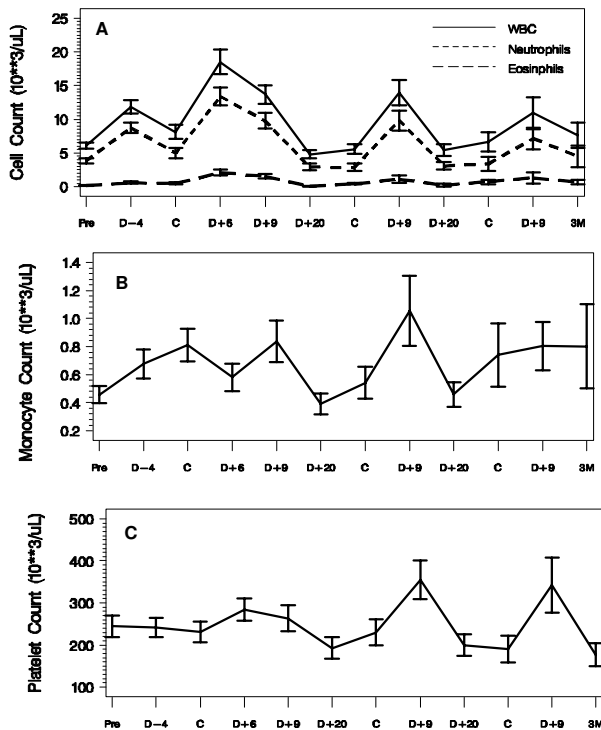 A
WBC
Neutrophils
Eosinphils
Cell Count (10**3/uL)
25
20
15
10
5
0
Pre D−4 C D+6 D+9 D+20 C D+9 D+20 C D+9 3M
B
Monocyte Count (10**3/uL)
1.4
1.2
1.0
0.8
0.6
0.4
0.2
Pre D−4 C D+6 D+9 D+20 C D+9 D+20 C D+9 3M
C
Platelet Count (10**3/uL)
500
400
300
200
100
Pre D−4 C D+6 D+9 D+20 C D+9 D+20 C D+9 3M